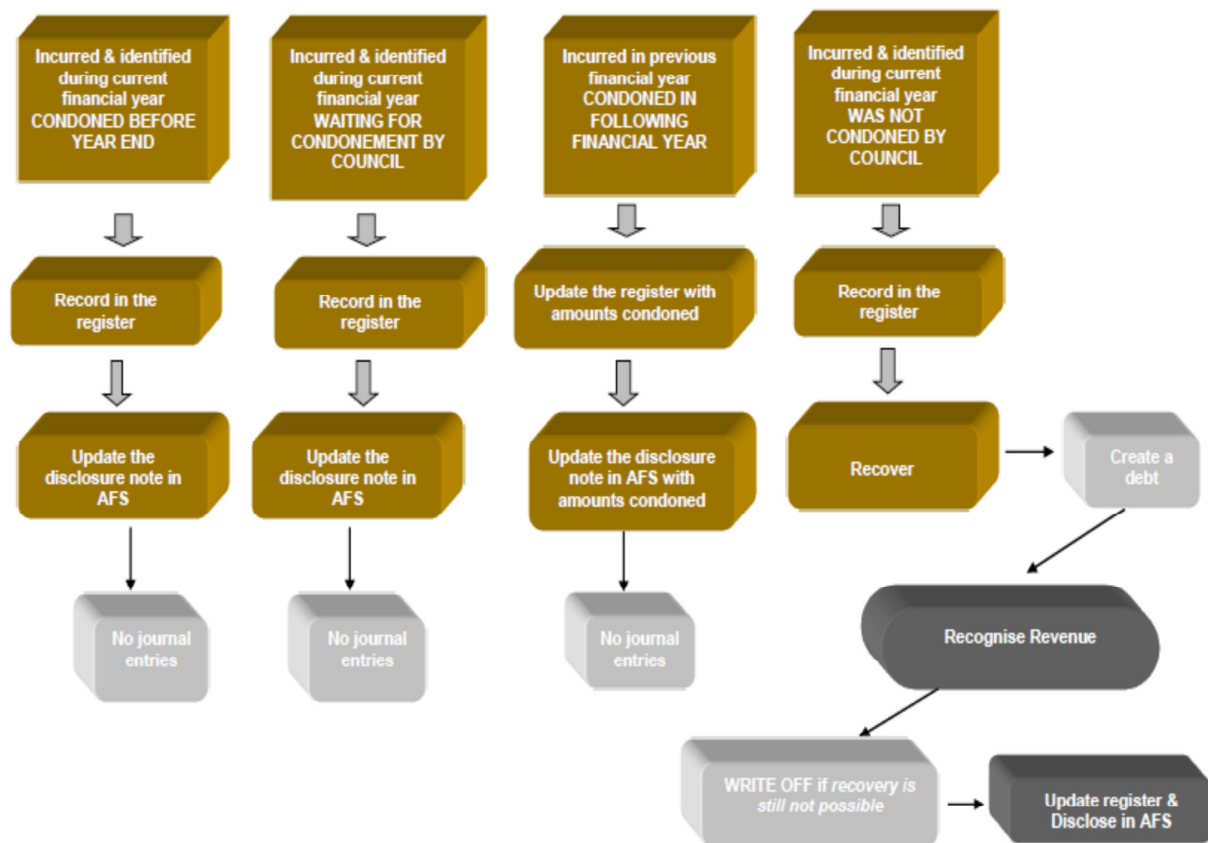 Incurred & identified
during current
financial year
CONDONED BEFORE
YEAR END
Incurred & identified
during current
financial year
WAITING FOR
CONDONEMENT BY
COUNCIL
Incurred in previous
financial year
CONDONED IN
FOLLOWING
FINANCIAL YEAR
Incurred & identified
during current
financial year
WAS NOT
CONDONED BY
COUNCIL
Record in the
register
Record in the
register
Update the register with
amounts condoned
Record in the
register
Update the
disclosure note in
AFS
Update the
disclosure note in
AFS
Update the disclosure
note in AFS with
amounts condoned
Recover
Create a
debt
No journal
entries
No journal
entries
No journal
entries
Recognise Revenue
WRITE OFF if recovery is
still not possible
Update register &
Disclose in AFS